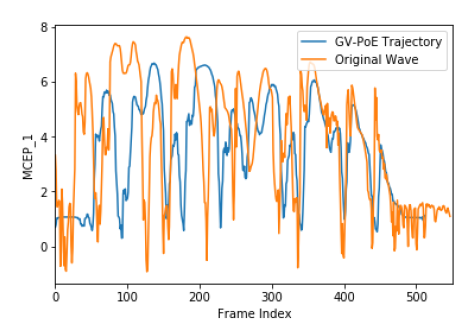 8
6
4
2
0
MCEP_1
GV-PoE Trajectory
Original Wave
0 100 200 300 400 500
Frame Index